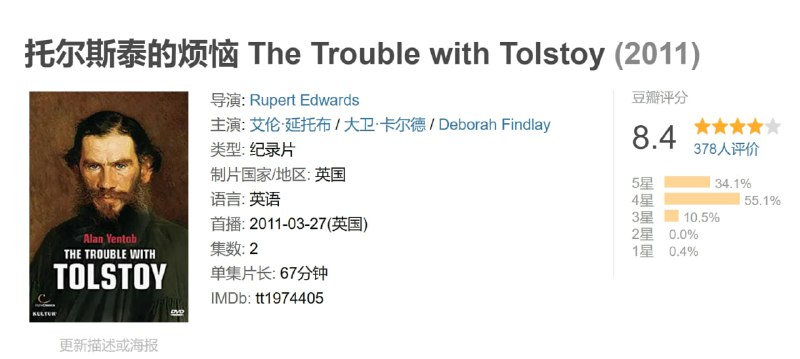 托尔斯泰的烦恼 The Trouble with Tolstoy (2011)
Alan Yentob
THE TROUBLE WITH
TOLSTOY
KULTUR
DVD
更新描述或海报
导演: Rupert Edwards
主演: 艾伦·延托布 / 大卫·卡尔德 / Deborah Findlay
类型: 纪录片
制片国家/地区: 英国
语言: 英语
首播: 2011-03-27(英国)
集数: 2
单集片长: 67分钟
IMDb: tt1974405
豆瓣评分
8.4
378人评价
5星 34.1%
4星 55.1%
3星 10.5%
2星 0.0%
1星 0.4%